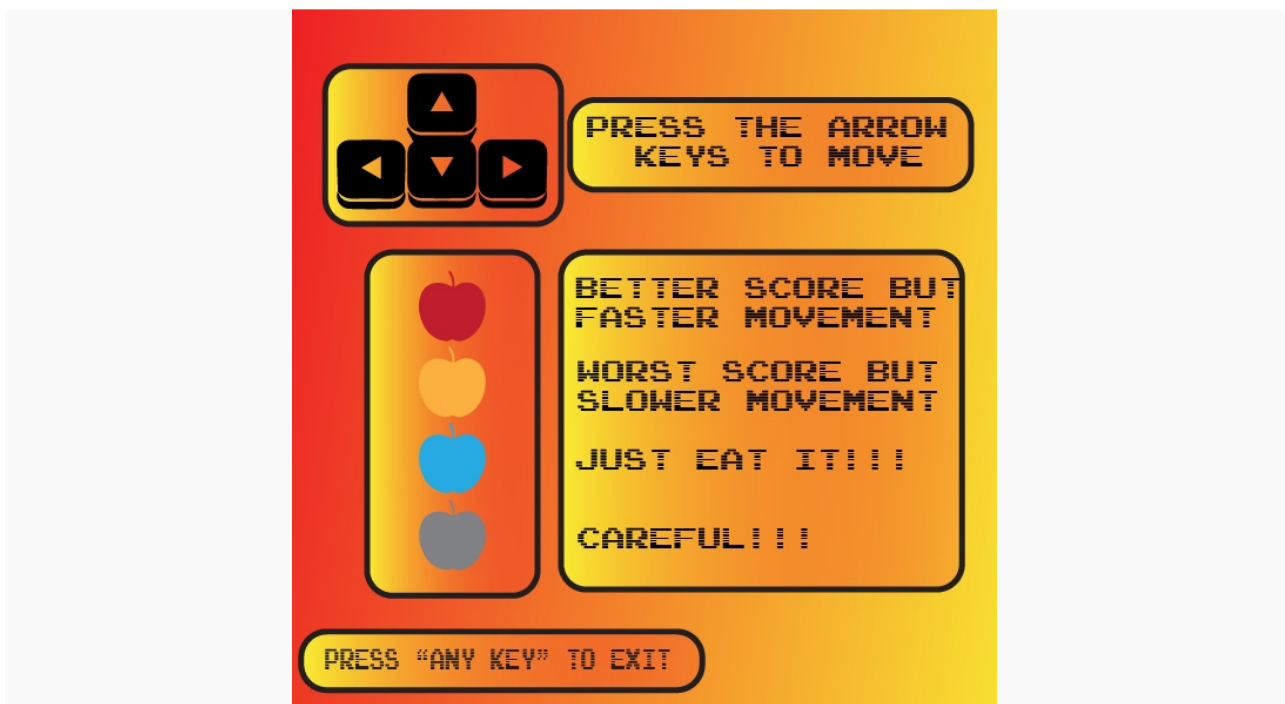 PRESS THE ARROW
KEYS TO MOVE
BETTER SCORE BUT
FASTER MOVEMENT
WORST SCORE BUT
SLOWER MOVEMENT
JUST EAT IT!!!
CAREFUL!!!
PRESS “ANY KEY” TO EXIT